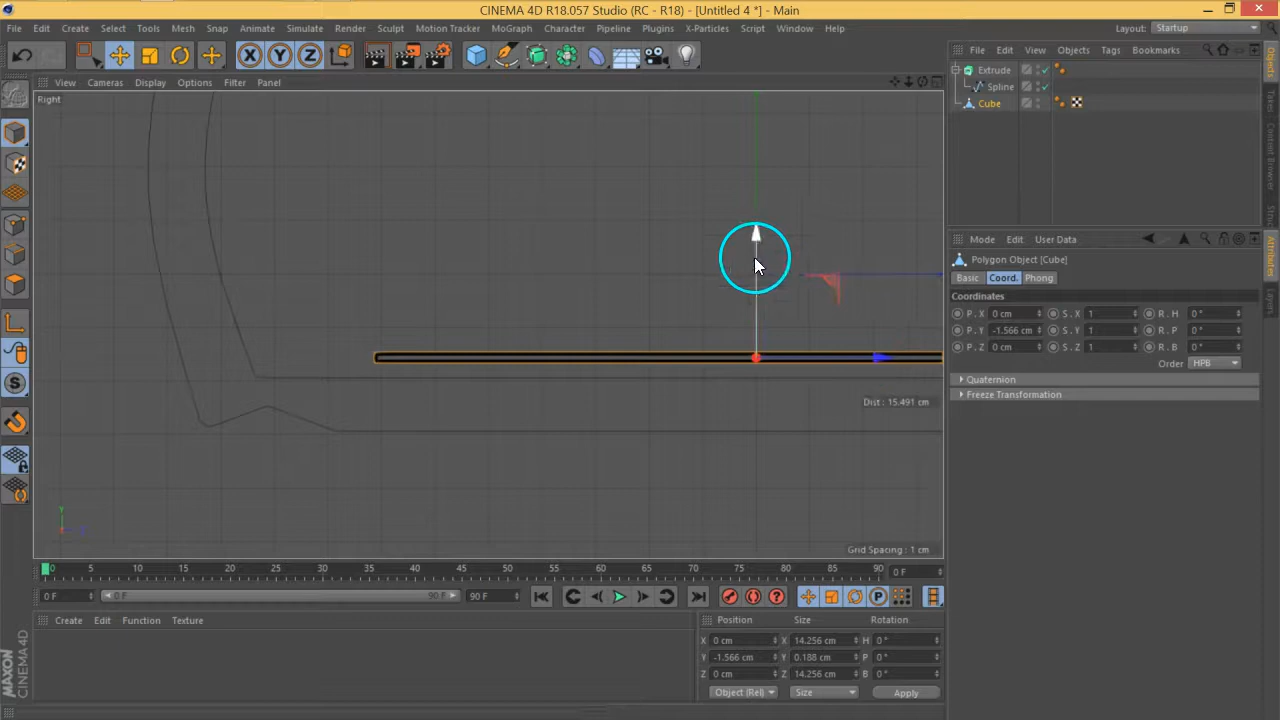 CINEMA 4D R18.057 Studio (RC - R18) - [Untitled 4 *] - Main
File Edit Create Select Tools Mesh Snap Animate Simulate Render Sculpt Motion Tracker MoGraph Character Pipeline Plugins X-Particles Script Window Help Layout: Startup
X Y Z
File Edit View Objects Tags Bookmarks
View Cameras Display Options Filter Panel
Right
Extrude
Spline
Cube
Objects
Takes
Content Browser
Mode Edit User Data
Attributes
Layers
Polygon Object [Cube]
Basic Coord. Phong
Coordinates
P . X 0 cm S . X 1 R . H 0 °
P . Y -1.566 cm S . Y 1 R . P 0 °
P . Z 0 cm S . Z 1 R . B 0 °
Order HPB
Quaternion
Freeze Transformation
Dist : 15.491 cm
Y
Grid Spacing : 1 cm
0 5 10 15 20 25 30 35 40 45 50 55 60 65 70 75 80 85 90 0 F
0 F 0 F 90 F 90 F
P
Create Edit Function Texture
Position Size Rotation
X 0 cm X 14.256 cm H 0 °
Y -1.566 cm Y 0.188 cm P 0 °
Z 0 cm Z 14.256 cm B 0 °
Object (Rel) Size Apply
MAXON
CINEMA 4D